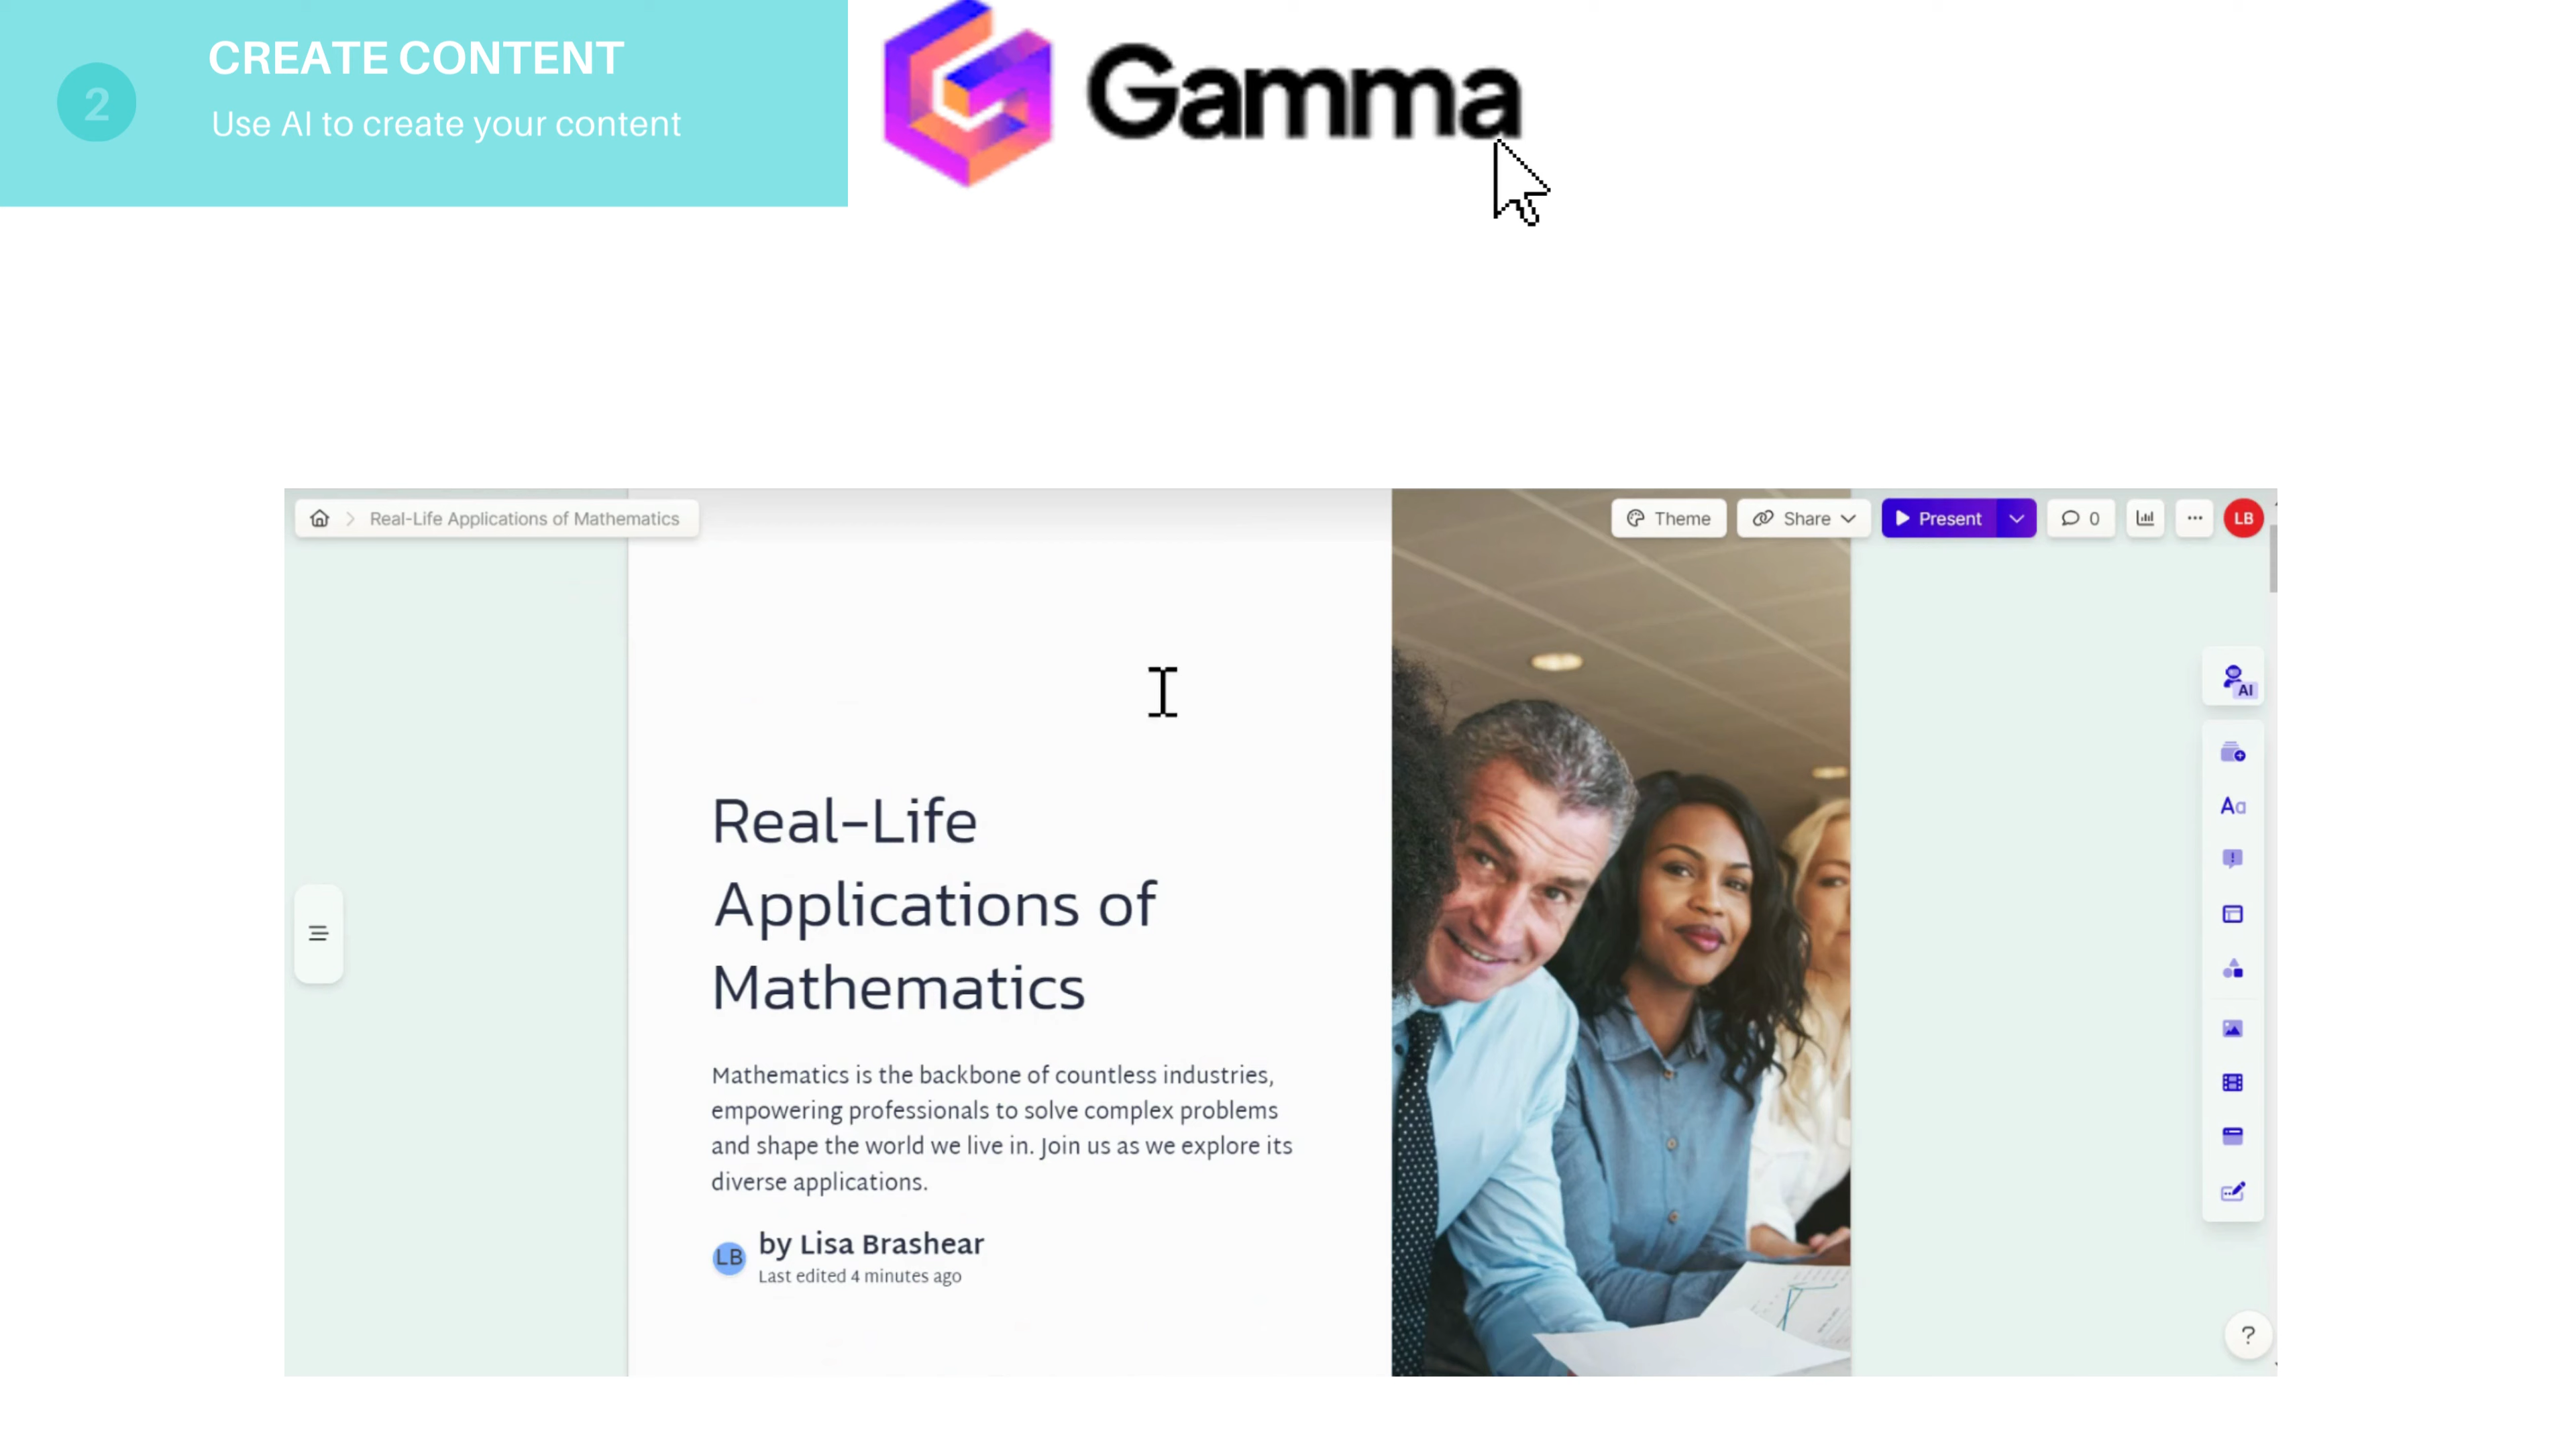 CREATE CONTENT
2
Use AI to create your content
Gamma
Real-Life Applications of Mathematics
Theme
Share
Present
0
LB
AI
Aa
Real-Life
Applications of
Mathematics
Mathematics is the backbone of countless industries,
empowering professionals to solve complex problems
and shape the world we live in. Join us as we explore its
diverse applications.
LB
by Lisa Brashear
Last edited 4 minutes ago
?